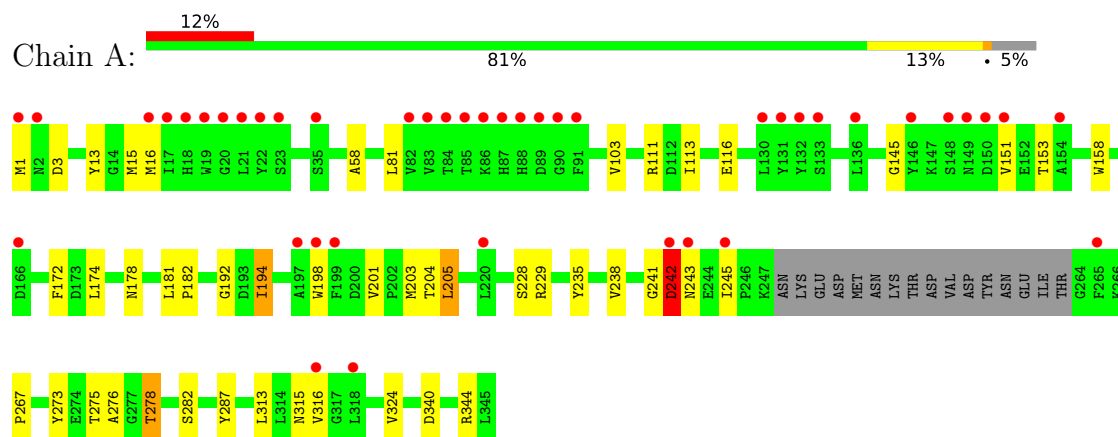 12%
Chain A:
81% 13% • 5%
M1 N2 D3 Y13 G14 M15 M16 I17 H18 W19 G20 L21 Y22 S23 S35 A58 L81 V82 V83 T84 T85 K86 H87 H88 D89 G90 F91 V103 R111 D112 I113 E116 L130 Y131 Y132 S133 L136 G145 Y146 K147 S148 N149 D150 V151 E152 T153 A154 W158
D166 F172 D173 L174 N178 L181 P182 G192 D193 I194 A197 W198 F199 D200 V201 P202 M203 T204 L205 L220 S228 R229 Y235 V238 G241 D242 N243 E244 I245 P246 K247 ASN LYS GLU ASP MET ASN LYS THR ASP VAL ASP TYR ASN GLU ILE THR G264 F265 K266
P267 Y273 E274 T275 A276 G277 T278 S282 Y287 L313 L314 N315 V316 G317 L318 V324 D340 R344 L345